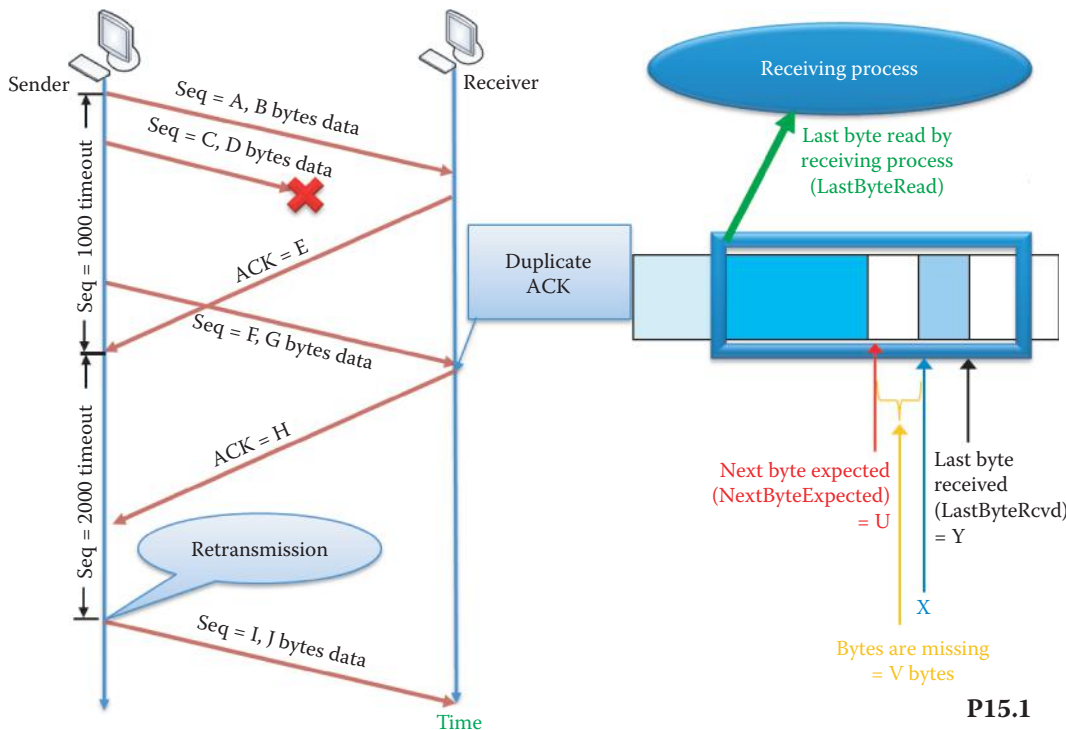 Sender
Receiver
Seq = A, B bytes data
Seq = C, D bytes data
Seq = 1000 timeout
ACK = E
Seq = F, G bytes data
Seq = 2000 timeout
ACK = H
Retransmission
Seq = I, J bytes data
Time
Duplicate
ACK
Receiving process
Last byte read by
receiving process
(LastByteRead)
Next byte expected
(NextByteExpected)
= U
Last byte
received
(LastByteRcvd)
= Y
X
Bytes are missing
= V bytes
P15.1